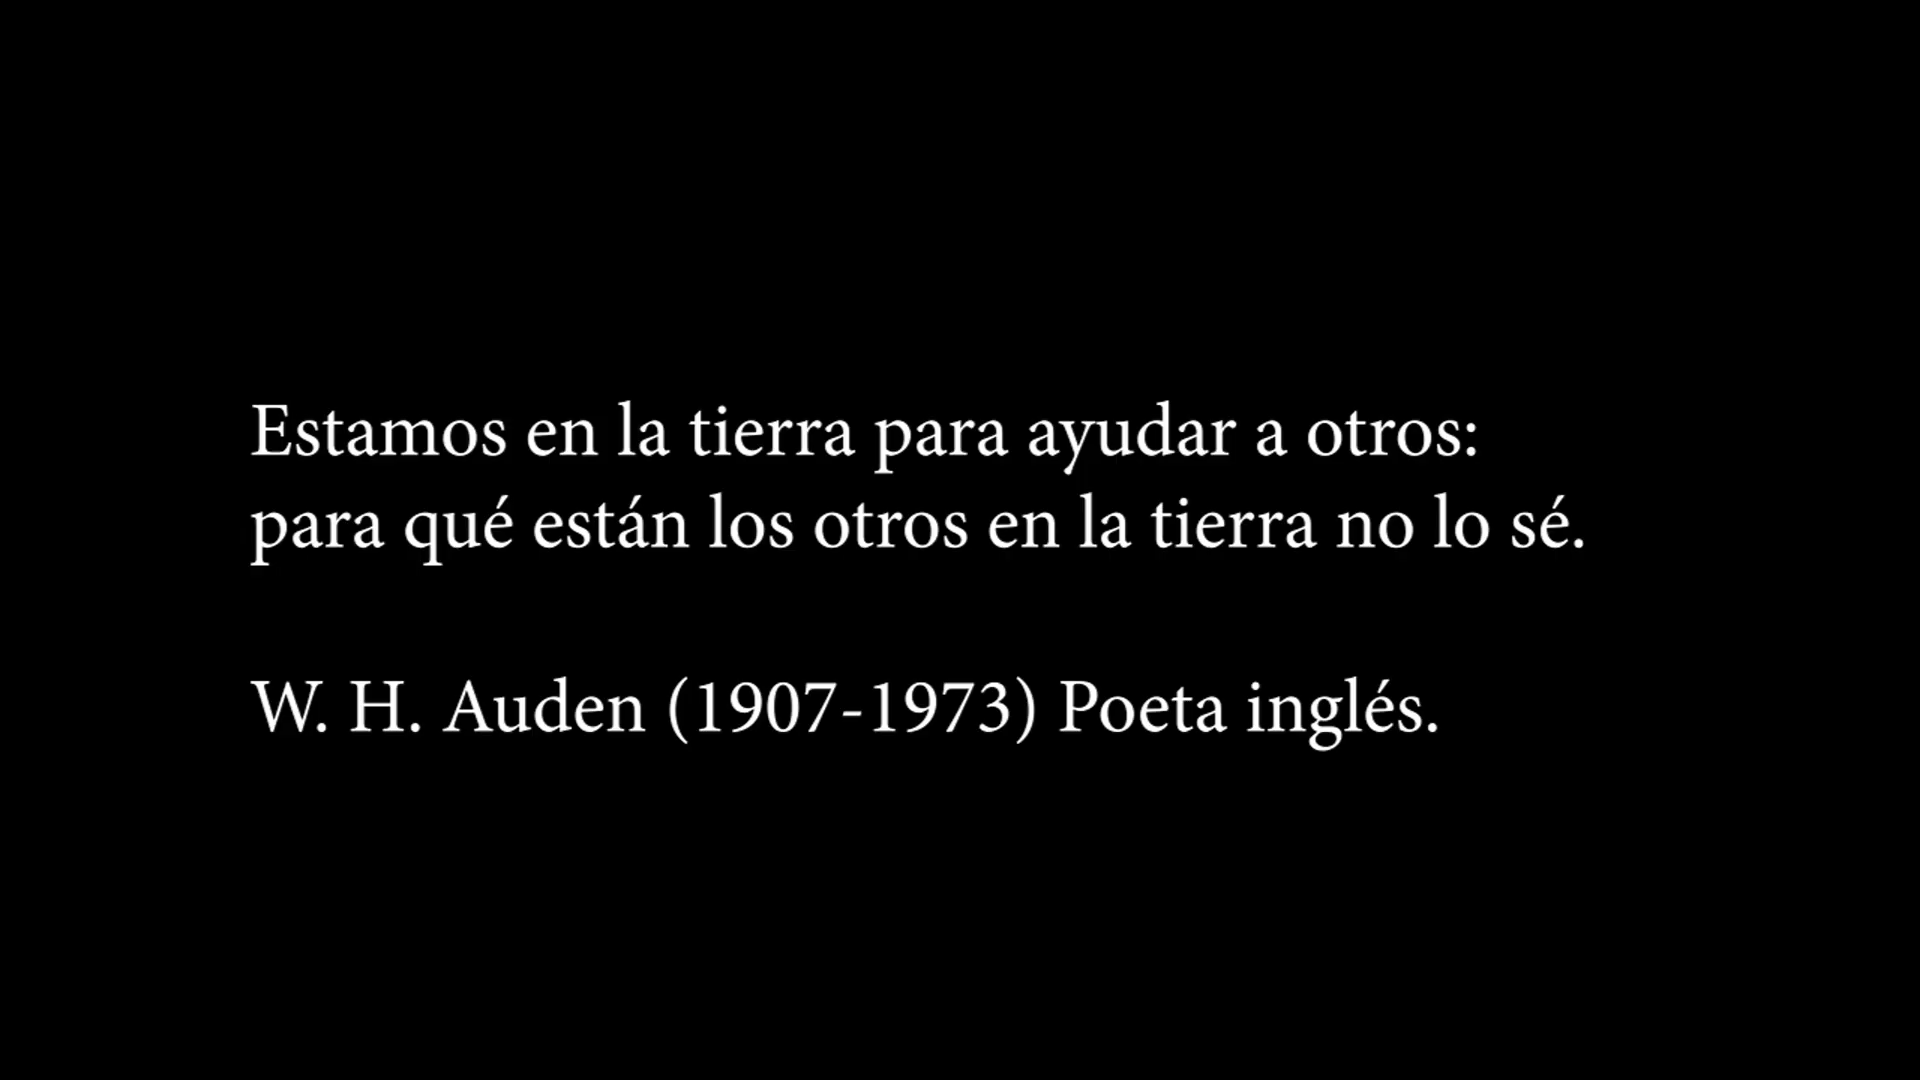 Estamos en la tierra para ayudar a otros:
para qué están los otros en la tierra no lo sé.
W. H. Auden (1907-1973) Poeta inglés.